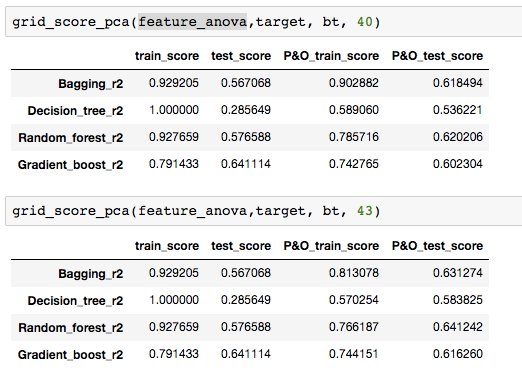 grid_score_pca(feature_anova,target, bt, 40)
train_score test_score P&O_train_score P&O_test_score
Bagging_r2 0.929205 0.567068 0.902882 0.618494
Decision_tree_r2 1.000000 0.285649 0.589060 0.536221
Random_forest_r2 0.927659 0.576588 0.785716 0.620206
Gradient_boost_r2 0.791433 0.641114 0.742765 0.602304
grid_score_pca(feature_anova,target, bt, 43)
train_score test_score P&O_train_score P&O_test_score
Bagging_r2 0.929205 0.567068 0.813078 0.631274
Decision_tree_r2 1.000000 0.285649 0.570254 0.583825
Random_forest_r2 0.927659 0.576588 0.766187 0.641242
Gradient_boost_r2 0.791433 0.641114 0.744151 0.616260